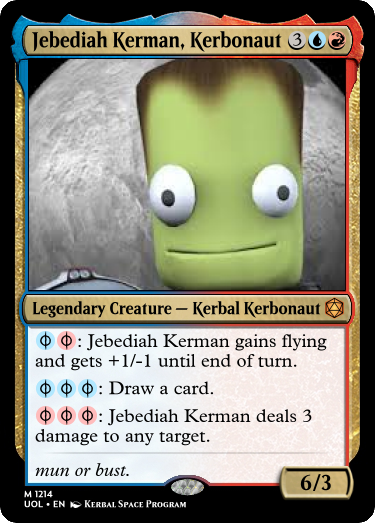 Jebediah Kerman, Kerbonaut 3
Legendary Creature — Kerbal Kerbonaut
: Jebediah Kerman gains flying
and gets +1/-1 until end of turn.
: Draw a card.
: Jebediah Kerman deals 3
damage to any target.
mun or bust.
6/3
M 1214
UOL • EN KERBAL SPACE PROGRAM